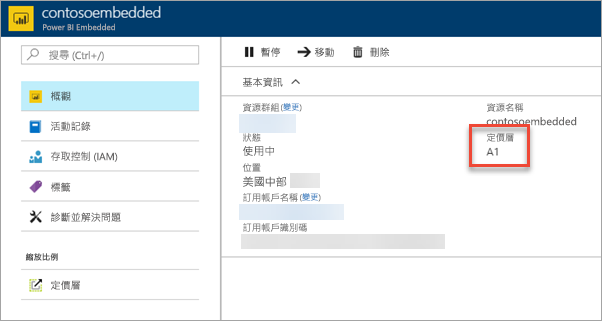 contosoembedded
Power BI Embedded
搜尋 (Ctrl+/)
概觀
活動記錄
存取控制 (IAM)
標籤
診斷並解決問題
縮放比例
定價層
暫停 移動 刪除
基本資訊
資源群組 (變更)
狀態
使用中
位置
美國中部
訂用帳戶名稱 (變更)
訂用帳戶識別碼
資源名稱
contosoembedded
定價層
A1